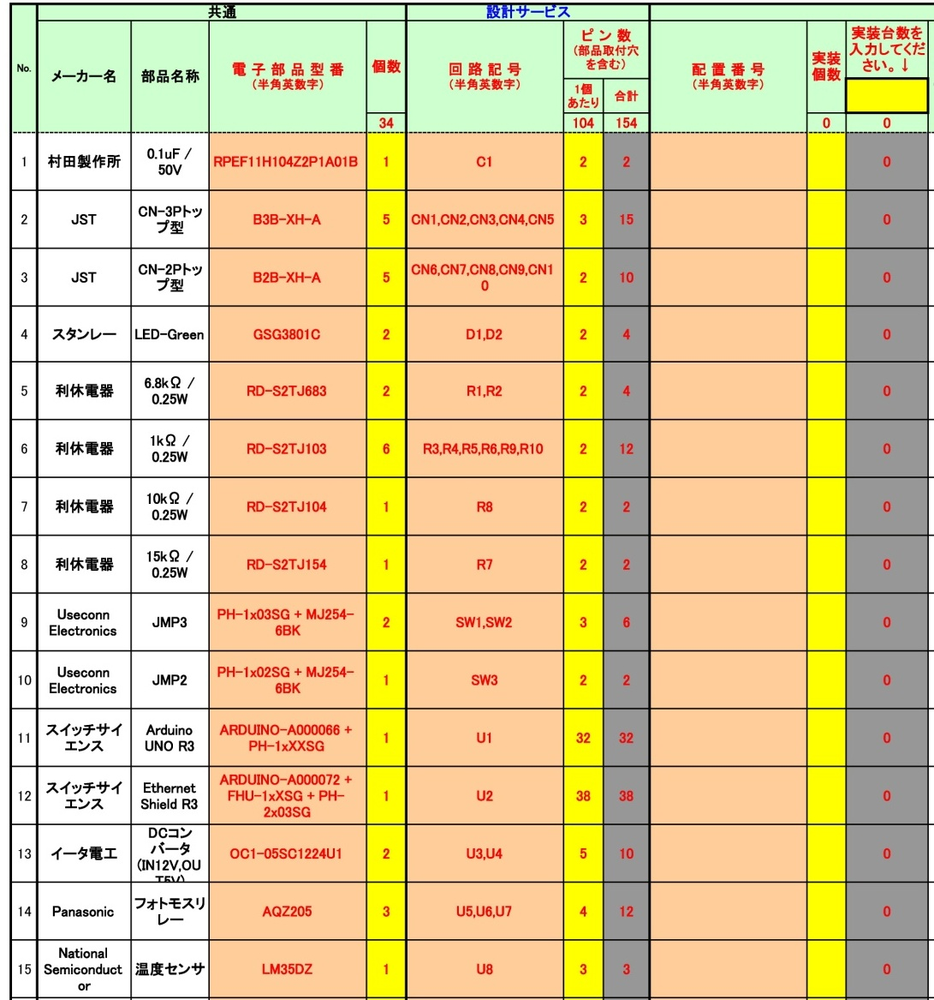 共通
設計サービス
No.
メーカー名
部品名称
電子部品型番
(半角英数字)
個数
34
回路記号
(半角英数字)
ピン数
(部品取付穴
を含む)
1個
あたり
合計
104
154
配置番号
(半角英数字)
実装
個数
0
実装台数を
入力してくだ
さい。↓
0
1 村田製作所 0.1uF / RPEF11H104Z2P1A01B 1 C1 2 2 0
50V
2 JST CN-3Pトッ B3B-XH-A 5 CN1,CN2,CN3,CN4,CN5 3 15 0
プ型
3 JST CN-2Pトッ B2B-XH-A 5 CN6,CN7,CN8,CN9,CN1 2 10 0
プ型 0
4 スタンレー LED-Green GSG3801C 2 D1,D2 2 4 0
5 利休電器 6.8kΩ / RD-S2TJ683 2 R1,R2 2 4 0
0.25W
6 利休電器 1kΩ / RD-S2TJ103 6 R3,R4,R5,R6,R9,R10 2 12 0
0.25W
7 利休電器 10kΩ / RD-S2TJ104 1 R8 2 2 0
0.25W
8 利休電器 15kΩ / RD-S2TJ154 1 R7 2 2 0
0.25W
9 Useconn JMP3 PH-1x03SG + MJ254- 2 SW1,SW2 3 6 0
Electronics 6BK
10 Useconn JMP2 PH-1x02SG + MJ254- 1 SW3 2 2 0
Electronics 6BK
11 スイッチサイ Arduino ARDUINO-A000066 + 1 U1 32 32 0
エンス UNO R3 PH-1xXXSG
12 スイッチサイ Ethernet ARDUINO-A000072 + 1 U2 38 38 0
エンス Shield R3 FHU-1xXSG + PH-
2x03SG
13 イータ電工 DCコン OC1-05SC1224U1 2 U3,U4 5 10 0
バータ
(IN12V,OU
T5V)
14 Panasonic フォトモスリ AQZ205 3 U5,U6,U7 4 12 0
レー
15 National 温度センサ LM35DZ 1 U8 3 3 0
Semiconduct
or